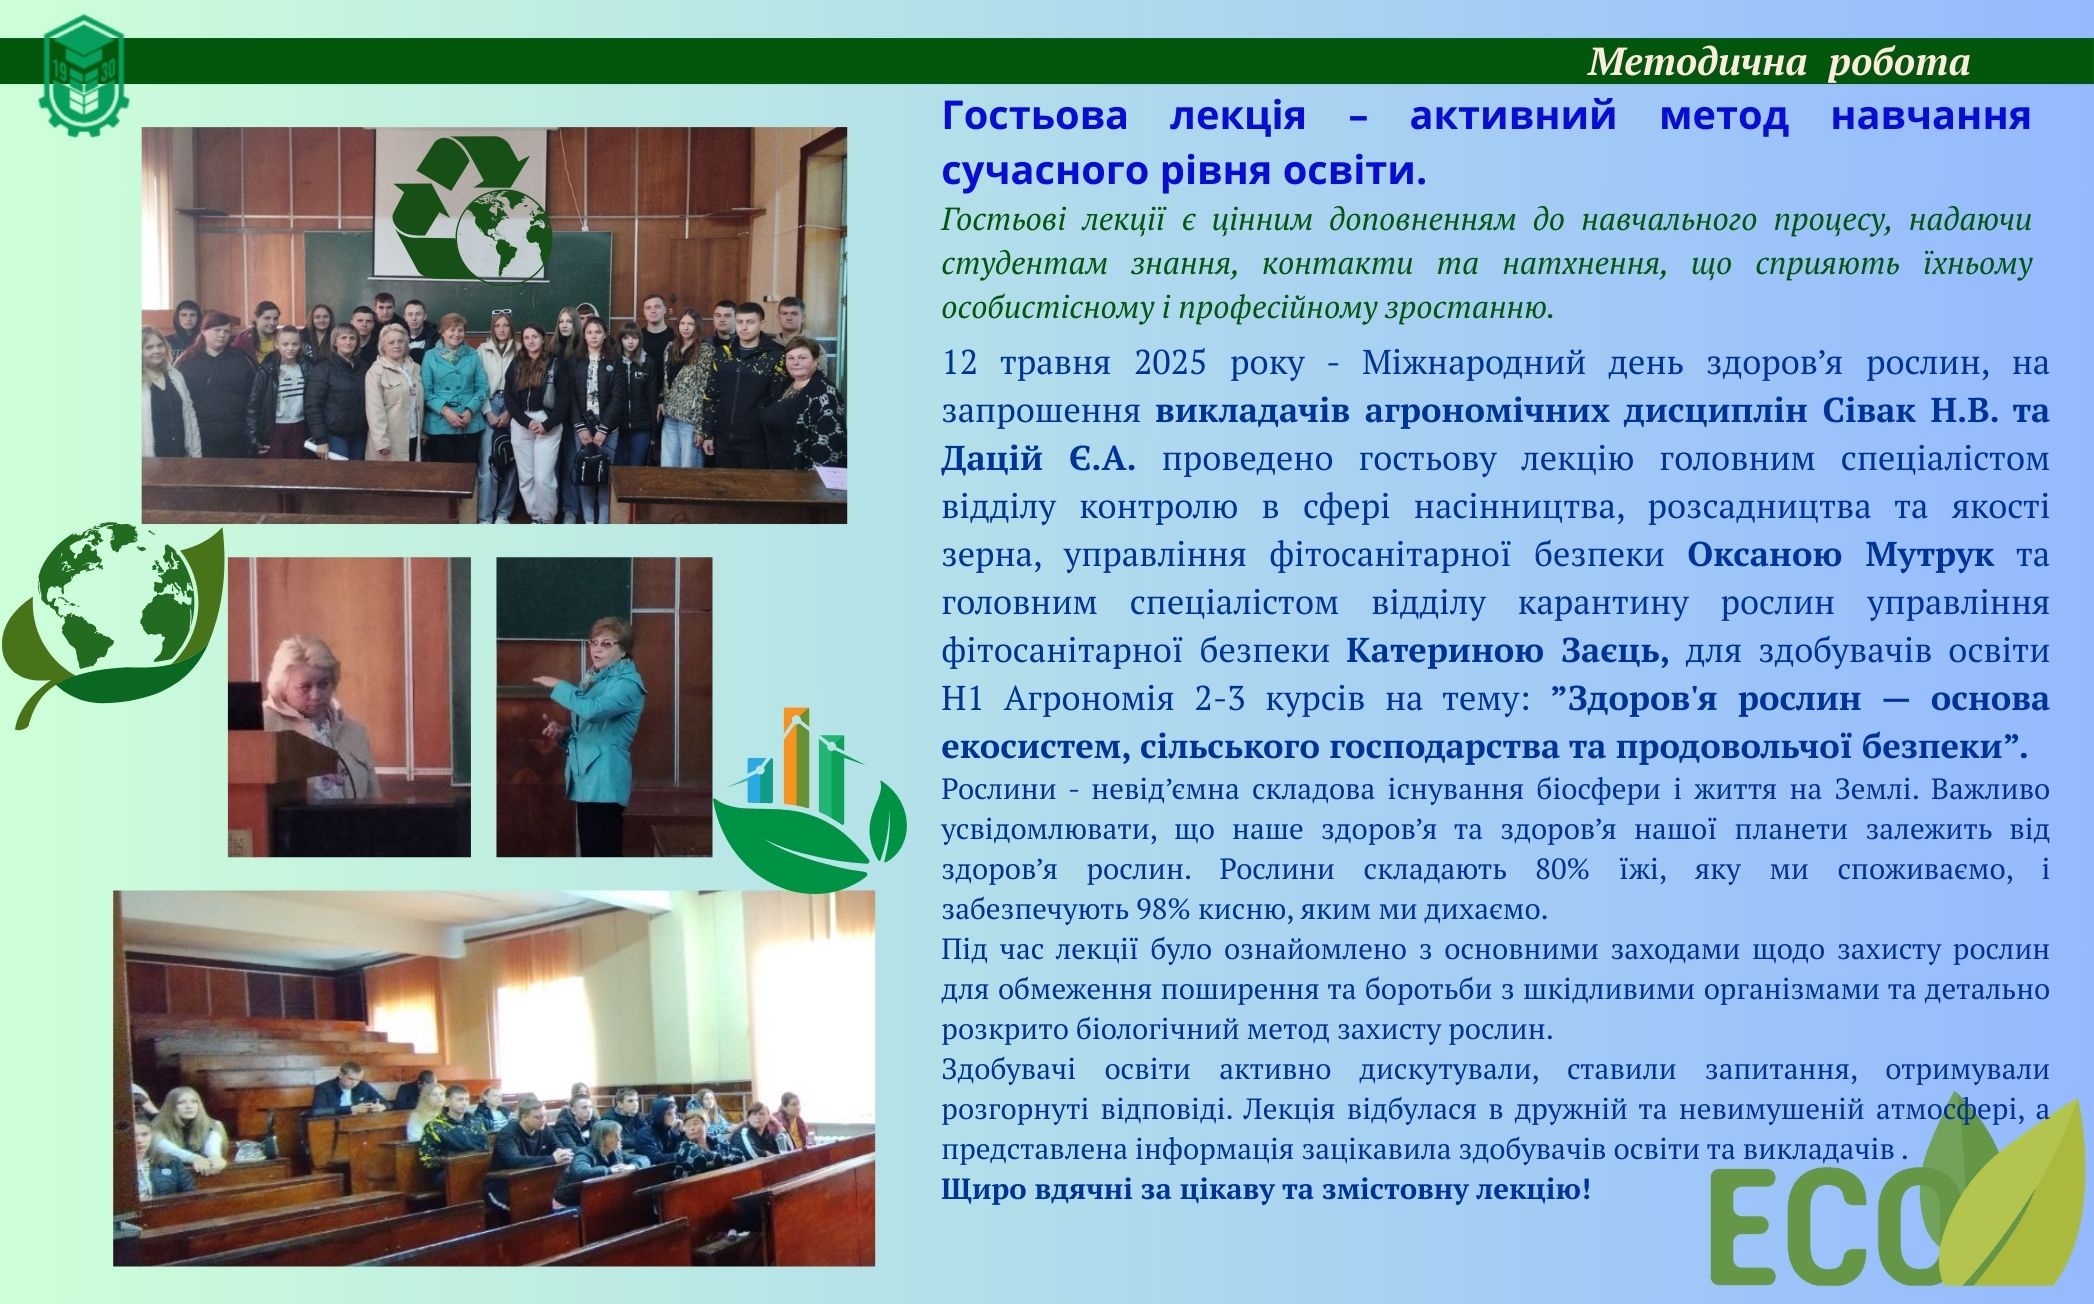 1930
Методична робота
Гостьова лекція – активний метод навчання
сучасного рівня освіти.
Гостьові лекції є цінним доповненням до навчального процесу, надаючи
студентам знання, контакти та натхнення, що сприяють їхньому
особистісному і професійному зростанню.
12 травня 2025 року - Міжнародний день здоров’я рослин, на
запрошення викладачів агрономічних дисциплін Сівак Н.В. та
Дацій Є.А. проведено гостьову лекцію головним спеціалістом
відділу контролю в сфері насінництва, розсадництва та якості
зерна, управління фітосанітарної безпеки Оксаною Мутрук та
головним спеціалістом відділу карантину рослин управління
фітосанітарної безпеки Катериною Заєць, для здобувачів освіти
Н1 Агрономія 2-3 курсів на тему: ”Здоров'я рослин — основа
екосистем, сільського господарства та продовольчої безпеки”.
Рослини - невід’ємна складова існування біосфери і життя на Землі. Важливо
усвідомлювати, що наше здоров’я та здоров’я нашої планети залежить від
здоров’я рослин. Рослини складають 80% їжі, яку ми споживаємо, і
забезпечують 98% кисню, яким ми дихаємо.
Під час лекції було ознайомлено з основними заходами щодо захисту рослин
для обмеження поширення та боротьби з шкідливими організмами та детально
розкрито біологічний метод захисту рослин.
Здобувачі освіти активно дискутували, ставили запитання, отримували
розгорнуті відповіді. Лекція відбулася в дружній та невимушеній атмосфері, а
представлена інформація зацікавила здобувачів освіти та викладачів .
Щиро вдячні за цікаву та змістовну лекцію!
ECO